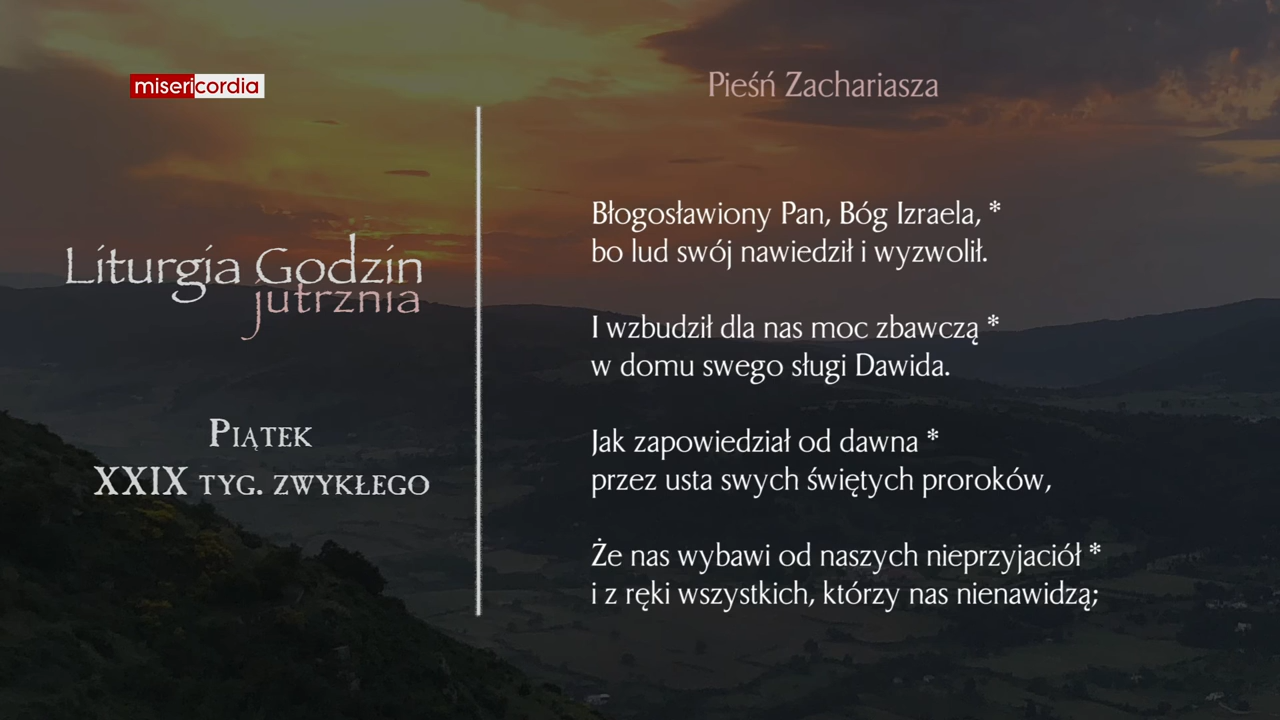 misericordia
Liturgia Godzin
jutrznia
Piątek
XXIX tyg. zwykłego
Pieśń Zachariasza
Błogosławiony Pan, Bóg Izraela, *
bo lud swój nawiedził i wyzwolił.
I wzbudził dla nas moc zbawczą *
w domu swego sługi Dawida.
Jak zapowiedział od dawna *
przez usta swych świętych proroków,
Że nas wybawi od naszych nieprzyjaciół *
i z ręki wszystkich, którzy nas nienawidzą;